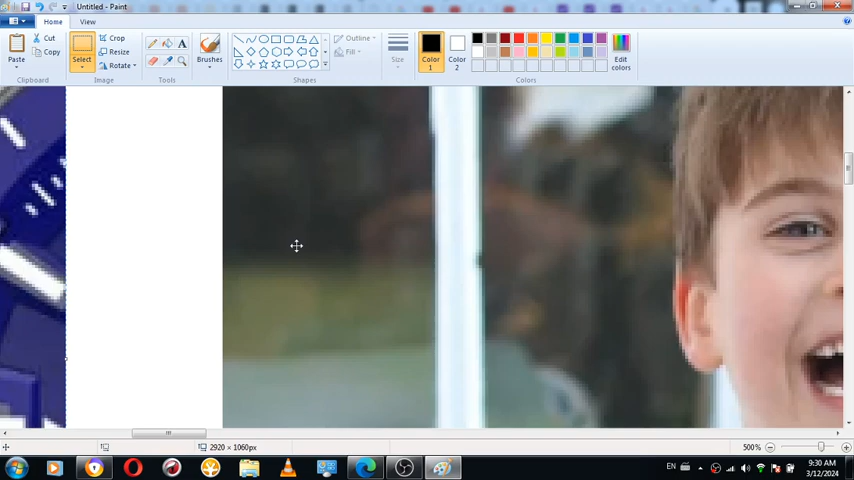 Untitled - Paint
Home
View
Paste
Cut
Copy
Clipboard
Select
Crop
Resize
Rotate
Image
A
Tools
Brushes
Outline
Fill
Shapes
Size
Color
1
Color
2
Edit
colors
Colors
2920 × 1060px
500%
EN
9:30 AM
3/12/2024